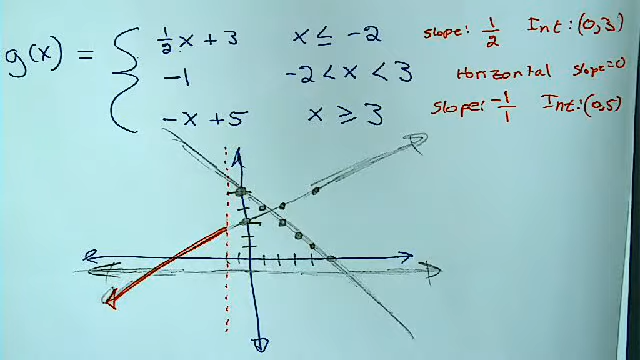 g(x) = { 1/2 x + 3 x ≤ -2 slope: 1/2 Int: (0,3)
-1 -2 < x < 3 Horizontal slope=0
-x + 5 x ≥ 3 slope: -1/1 Int: (0,5)